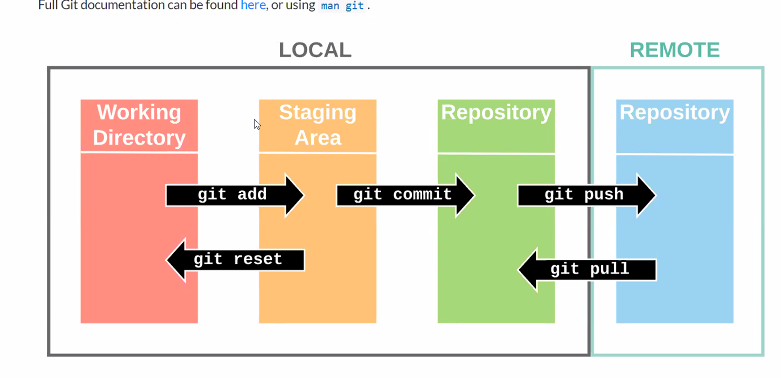 Full Git documentation can be found here, or using man git.
LOCAL
REMOTE
Working
Directory
Staging
Area
Repository
Repository
git add
git commit
git push
git reset
git pull